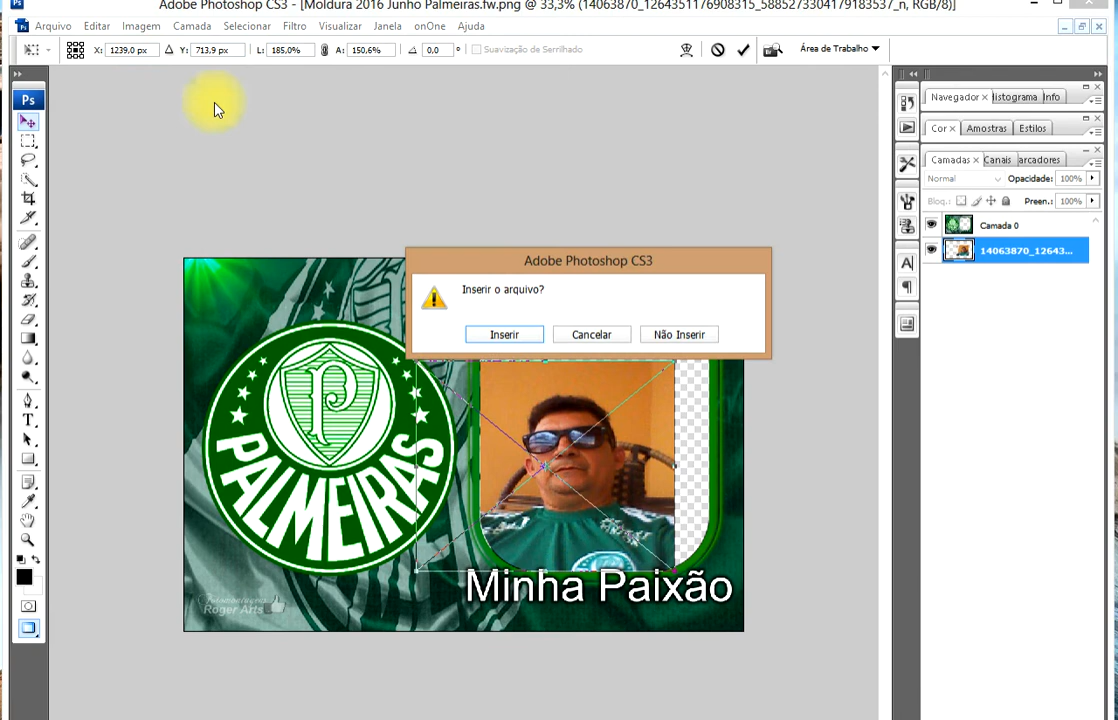 Adobe Photoshop CS3 - [Moldura 2016 Junho Palmeiras.fw.png @ 33,3% (14063870_1264351176908315_5885273304179183537_n, RGB/8)]
Arquivo Editar Imagem Camada Selecionar Filtro Visualizar Janela onOne Ajuda
X: 1239.0 px Y: 713.9 px L: 185.0% A: 150.6% 0,0 ° Suavização de Serrilhado Área de Trabalho
Ps
Navegador Histograma Info
Cor Amostras Estilos
Camadas Canais arcadores
Normal Opacidade: 100%
Bloq.: Preen.: 100%
Camada 0
14063870_12643...
Adobe Photoshop CS3
Inserir o arquivo?
Inserir Cancelar Não Inserir
P
PALMEIRAS
Minha Paixão
Roger Arts